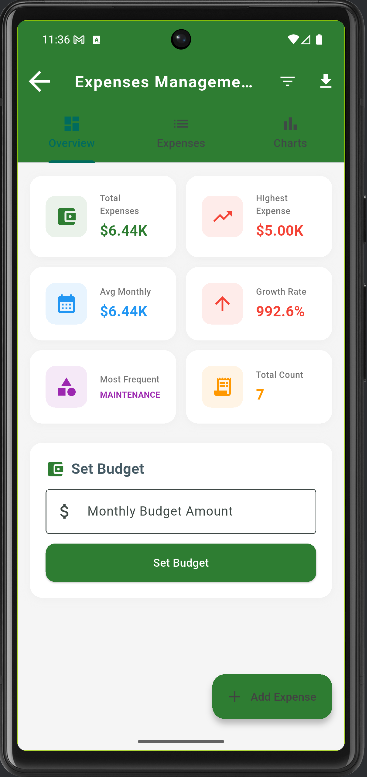 11:36
Expenses Manageme...
Overview
Expenses
Charts
Total
Expenses
$6.44K
Highest
Expense
$5.00K
Avg Monthly
$6.44K
Growth Rate
992.6%
Most Frequent
MAINTENANCE
Total Count
7
Set Budget
$ Monthly Budget Amount
Set Budget
+ Add Expense